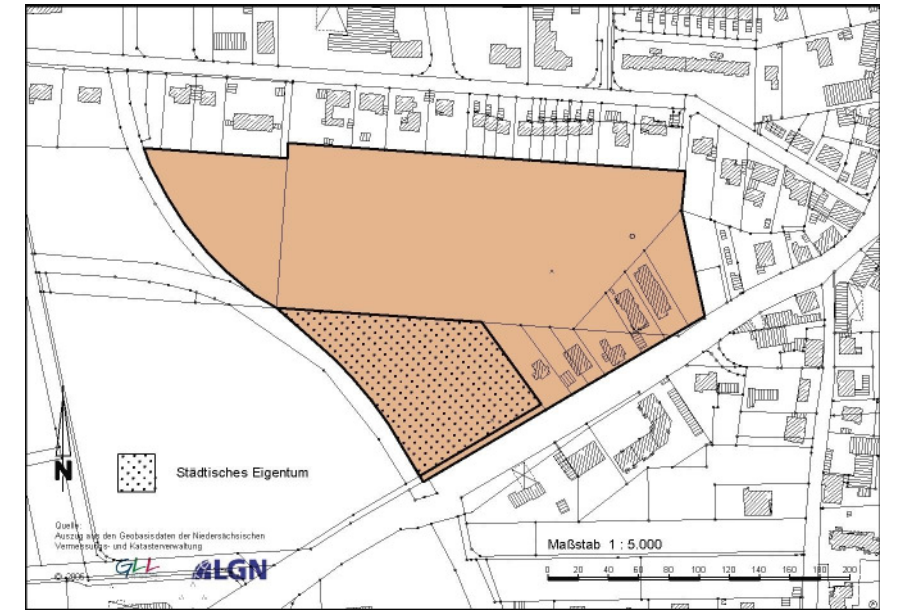 N
Städtisches Eigentum
Quelle:
Auszug aus den Geobasisdaten der Niedersächsischen
Vermessungs- und Katasterverwaltung
© 2006
GLL
LGN
Maßstab 1 : 5.000
0 20 40 60 80 100 120 140 160 180 200